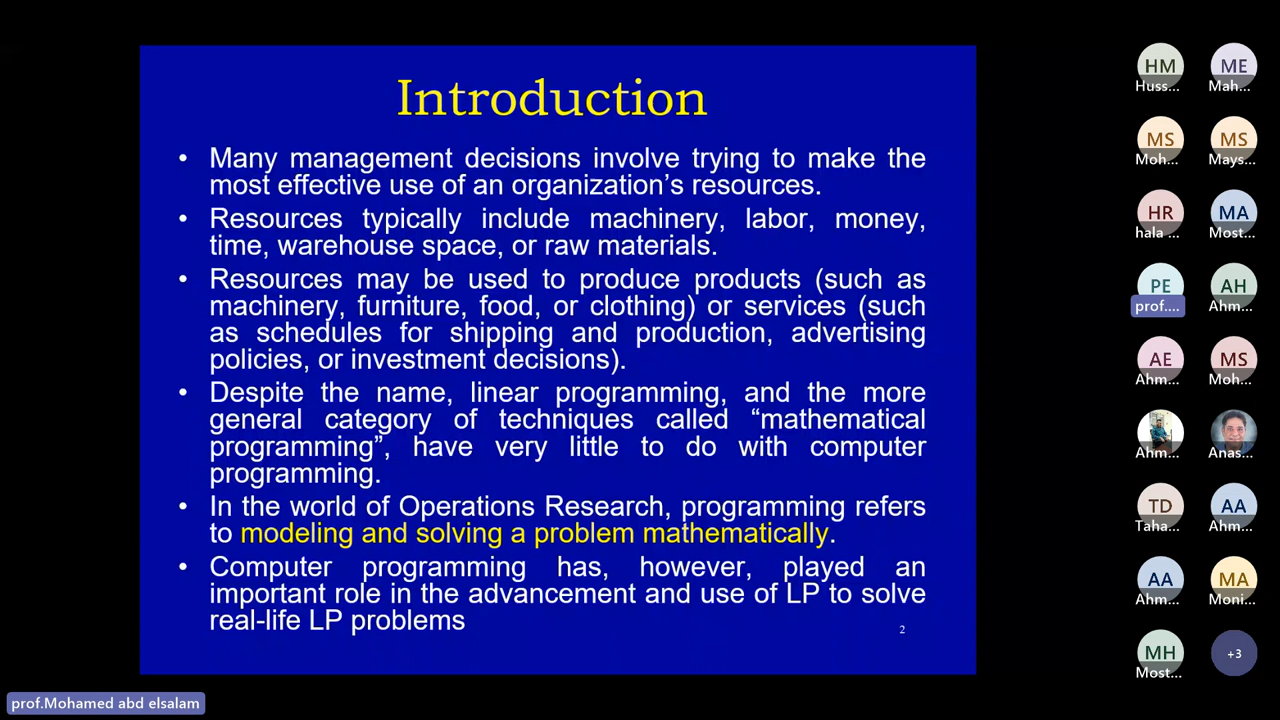 Introduction
• Many management decisions involve trying to make the
most effective use of an organization's resources.
• Resources typically include machinery, labor, money,
time, warehouse space, or raw materials.
• Resources may be used to produce products (such as
machinery, furniture, food, or clothing) or services (such
as schedules for shipping and production, advertising
policies, or investment decisions).
• Despite the name, linear programming, and the more
general category of techniques called “mathematical
programming”, have very little to do with computer
programming.
• In the world of Operations Research, programming refers
to modeling and solving a problem mathematically.
• Computer programming has, however, played an
important role in the advancement and use of LP to solve
real-life LP problems
2
HM ME
Huss... Mah...
MS MS
Moh... Mays...
HR MA
hala ... Most...
PE AH
prof.... Ahm...
AE MS
Ahm... Moh...
Ahm... Anas...
TD AA
Taha... Ahm...
AA MA
Ahm... Moni...
MH +3
Most...
prof.Mohamed abd elsalam